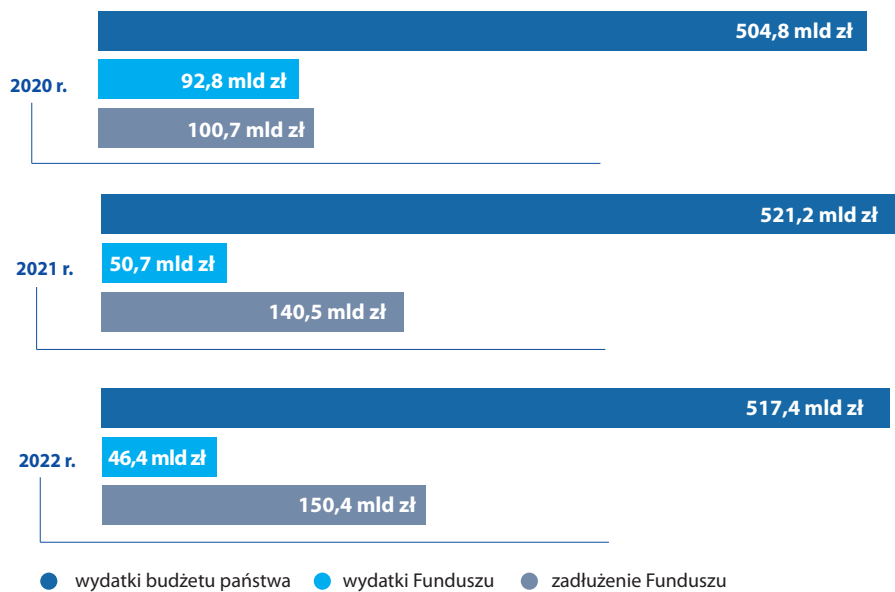 504,8 mld zł
2020 r.
92,8 mld zł
100,7 mld zł
521,2 mld zł
2021 r.
50,7 mld zł
140,5 mld zł
517,4 mld zł
2022 r.
46,4 mld zł
150,4 mld zł
wydatki budżetu państwa wydatki Funduszu zadłużenie Funduszu